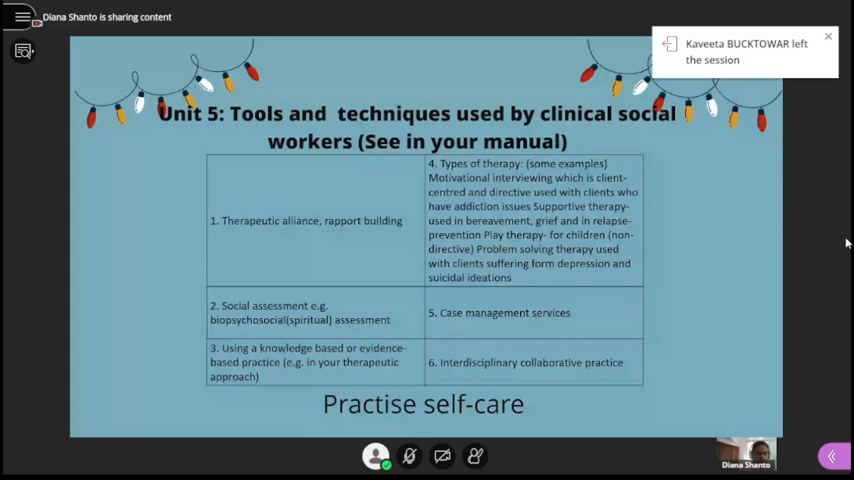 Diana Shanto is sharing content
Kaveeta BUCKTOWAR left
the session
Unit 5: Tools and techniques used by clinical social
workers (See in your manual)
1. Therapeutic alliance, rapport building
4. Types of therapy: (some examples)
Motivational interviewing which is client-
centred and directive used with clients who
have addiction issues Supportive therapy-
used in bereavement, grief and in relapse-
prevention Play therapy- for children (non-
directive) Problem solving therapy used
with clients suffering form depression and
suicidal ideations
2. Social assessment e.g.
biopsychosocial(spiritual) assessment
5. Case management services
3. Using a knowledge based or evidence-
based practice (e.g. in your therapeutic
approach)
6. Interdisciplinary collaborative practice
Practise self-care
Diana Shanto